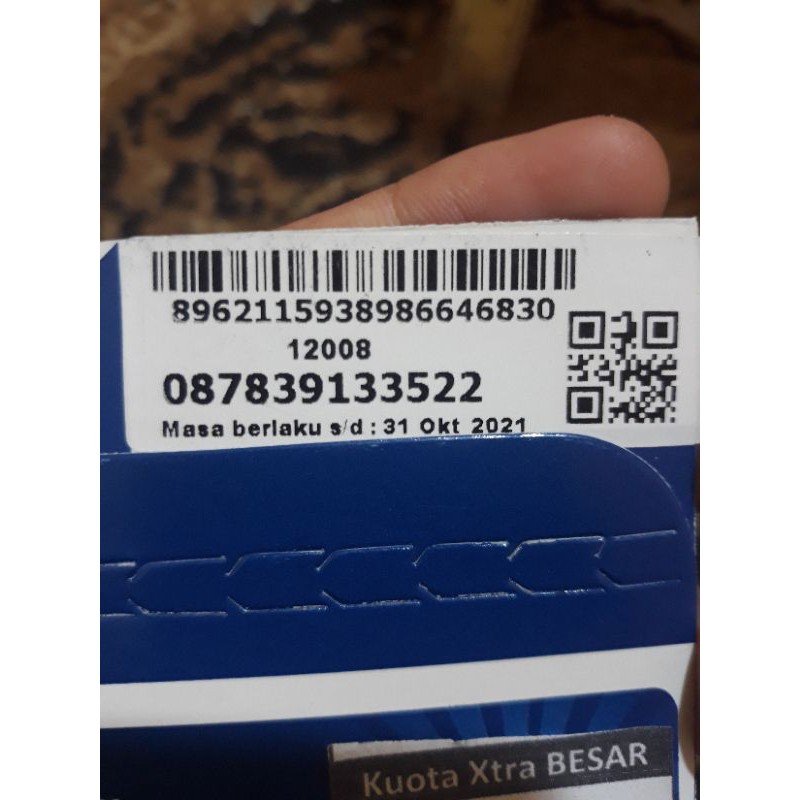 8962115938986646830
12008
087839133522
Masa berlaku s/d : 31 Okt 2021
Kuota Xtra BESAR